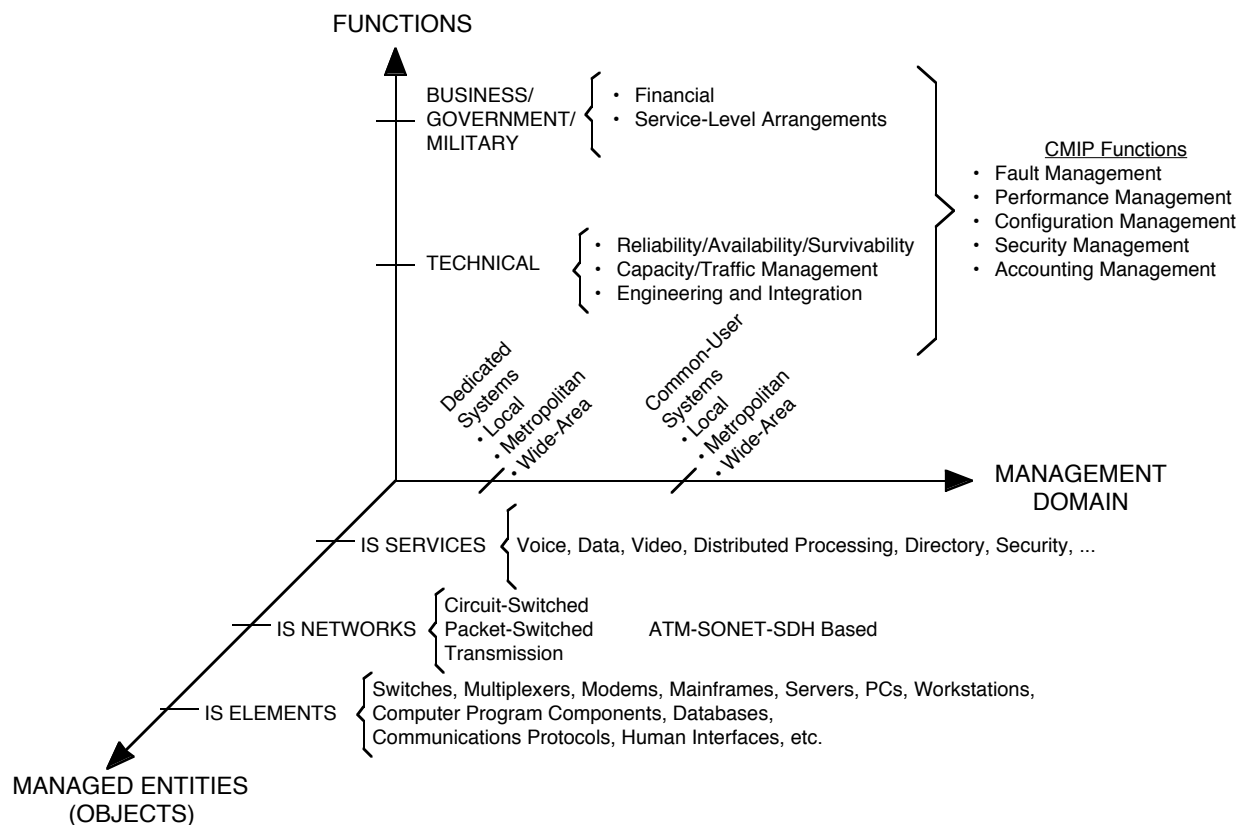 FUNCTIONS
BUSINESS/
GOVERNMENT/
MILITARY
• Financial
• Service-Level Arrangements
CMIP Functions
• Fault Management
• Performance Management
• Configuration Management
• Security Management
• Accounting Management
TECHNICAL
• Reliability/Availability/Survivability
• Capacity/Traffic Management
• Engineering and Integration
Dedicated
Systems
• Local
• Metropolitan
• Wide-Area
Common-User
Systems
• Local
• Metropolitan
• Wide-Area
MANAGEMENT
DOMAIN
IS SERVICES
Voice, Data, Video, Distributed Processing, Directory, Security, ...
IS NETWORKS
Circuit-Switched
Packet-Switched
Transmission
ATM-SONET-SDH Based
IS ELEMENTS
Switches, Multiplexers, Modems, Mainframes, Servers, PCs, Workstations,
Computer Program Components, Databases,
Communications Protocols, Human Interfaces, etc.
MANAGED ENTITIES
(OBJECTS)